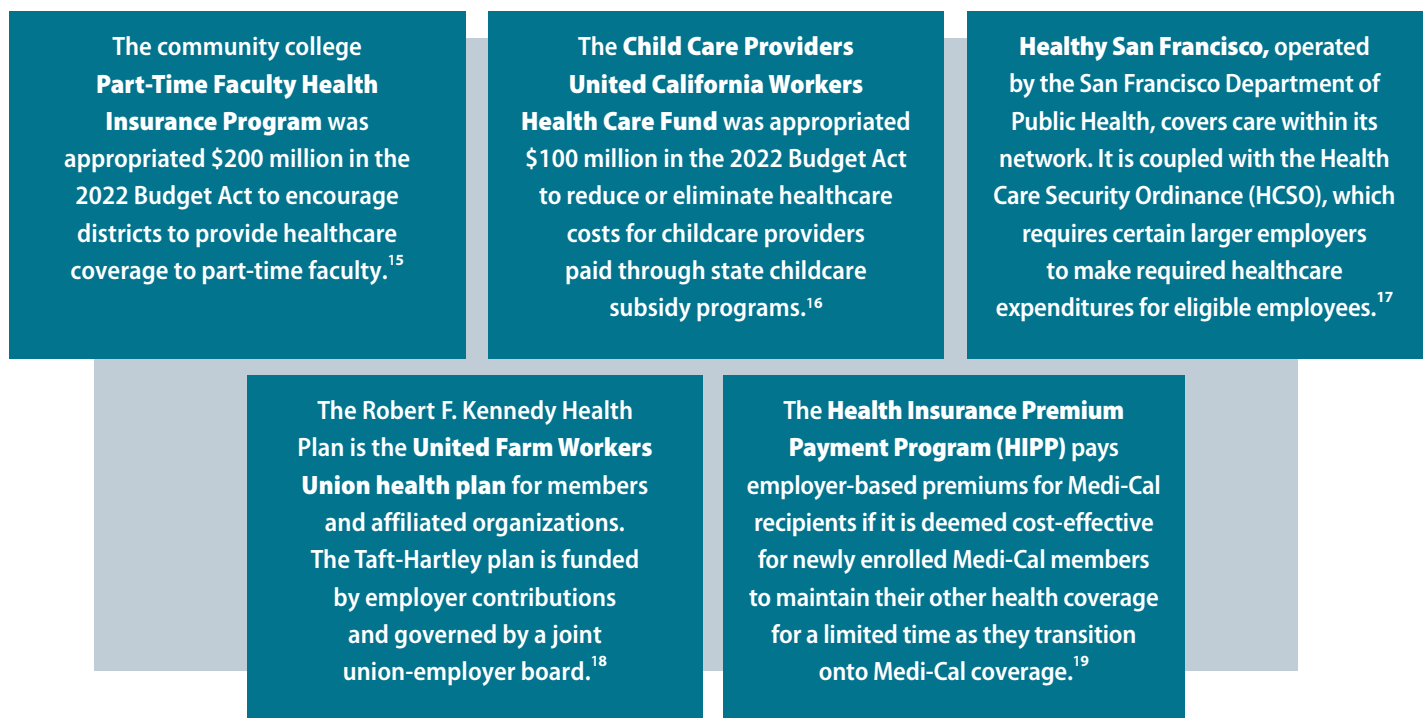 The community college
Part-Time Faculty Health
Insurance Program was
appropriated $200 million in the
2022 Budget Act to encourage
districts to provide healthcare
coverage to part-time faculty.15
The Child Care Providers
United California Workers
Health Care Fund was appropriated
$100 million in the 2022 Budget Act
to reduce or eliminate healthcare
costs for childcare providers
paid through state childcare
subsidy programs.16
Healthy San Francisco, operated
by the San Francisco Department of
Public Health, covers care within its
network. It is coupled with the Health
Care Security Ordinance (HCSO), which
requires certain larger employers
to make required healthcare
expenditures for eligible employees.17
The Robert F. Kennedy Health
Plan is the United Farm Workers
Union health plan for members
and affiliated organizations.
The Taft-Hartley plan is funded
by employer contributions
and governed by a joint
union-employer board.18
The Health Insurance Premium
Payment Program (HIPP) pays
employer-based premiums for Medi-Cal
recipients if it is deemed cost-effective
for newly enrolled Medi-Cal members
to maintain their other health coverage
for a limited time as they transition
onto Medi-Cal coverage.19